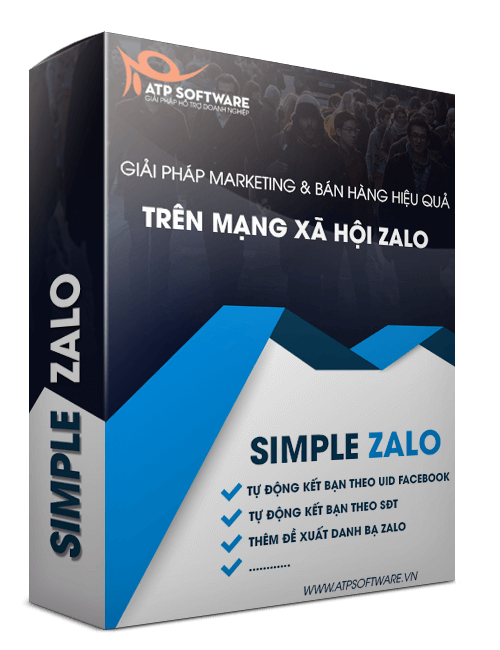 ATP SOFTWARE
GIẢI PHÁP HỖ TRỢ DOANH NGHIỆP
GIẢI PHÁP MARKETING & BÁN HÀNG HIỆU QUẢ
TRÊN MẠNG XÃ HỘI ZALO
SIMPLE ZALO
SIMPLE ZALO
TỰ ĐỘNG KẾT BẠN THEO UID FACEBOOK
TỰ ĐỘNG KẾT BẠN THEO SĐT
THÊM ĐỀ XUẤT DANH BẠ ZALO
............
WWW.ATPSOFTWARE.VN